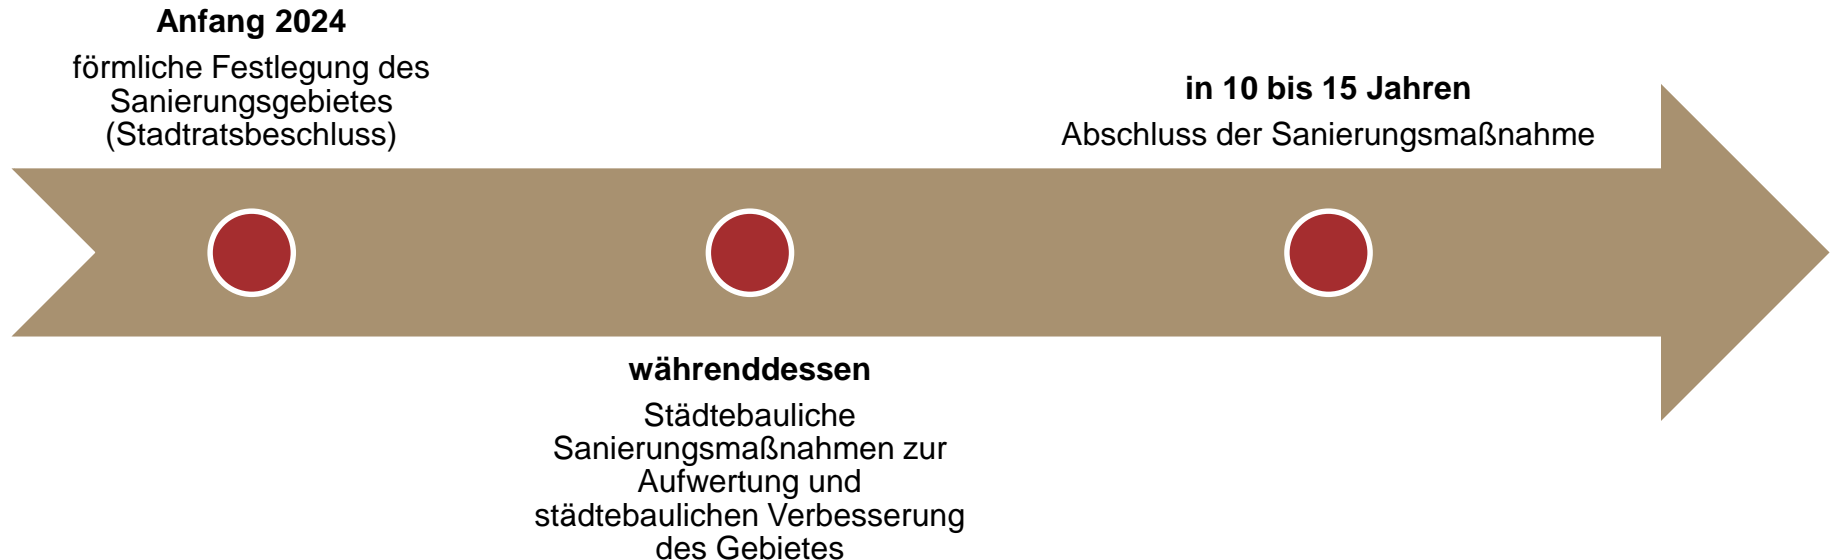 Anfang 2024
förmliche Festlegung des
Sanierungsgebietes
(Stadtratsbeschluss)
währenddessen
Städtebauliche
Sanierungsmaßnahmen zur
Aufwertung und
städtebaulichen Verbesserung
des Gebietes
in 10 bis 15 Jahren
Abschluss der Sanierungsmaßnahme